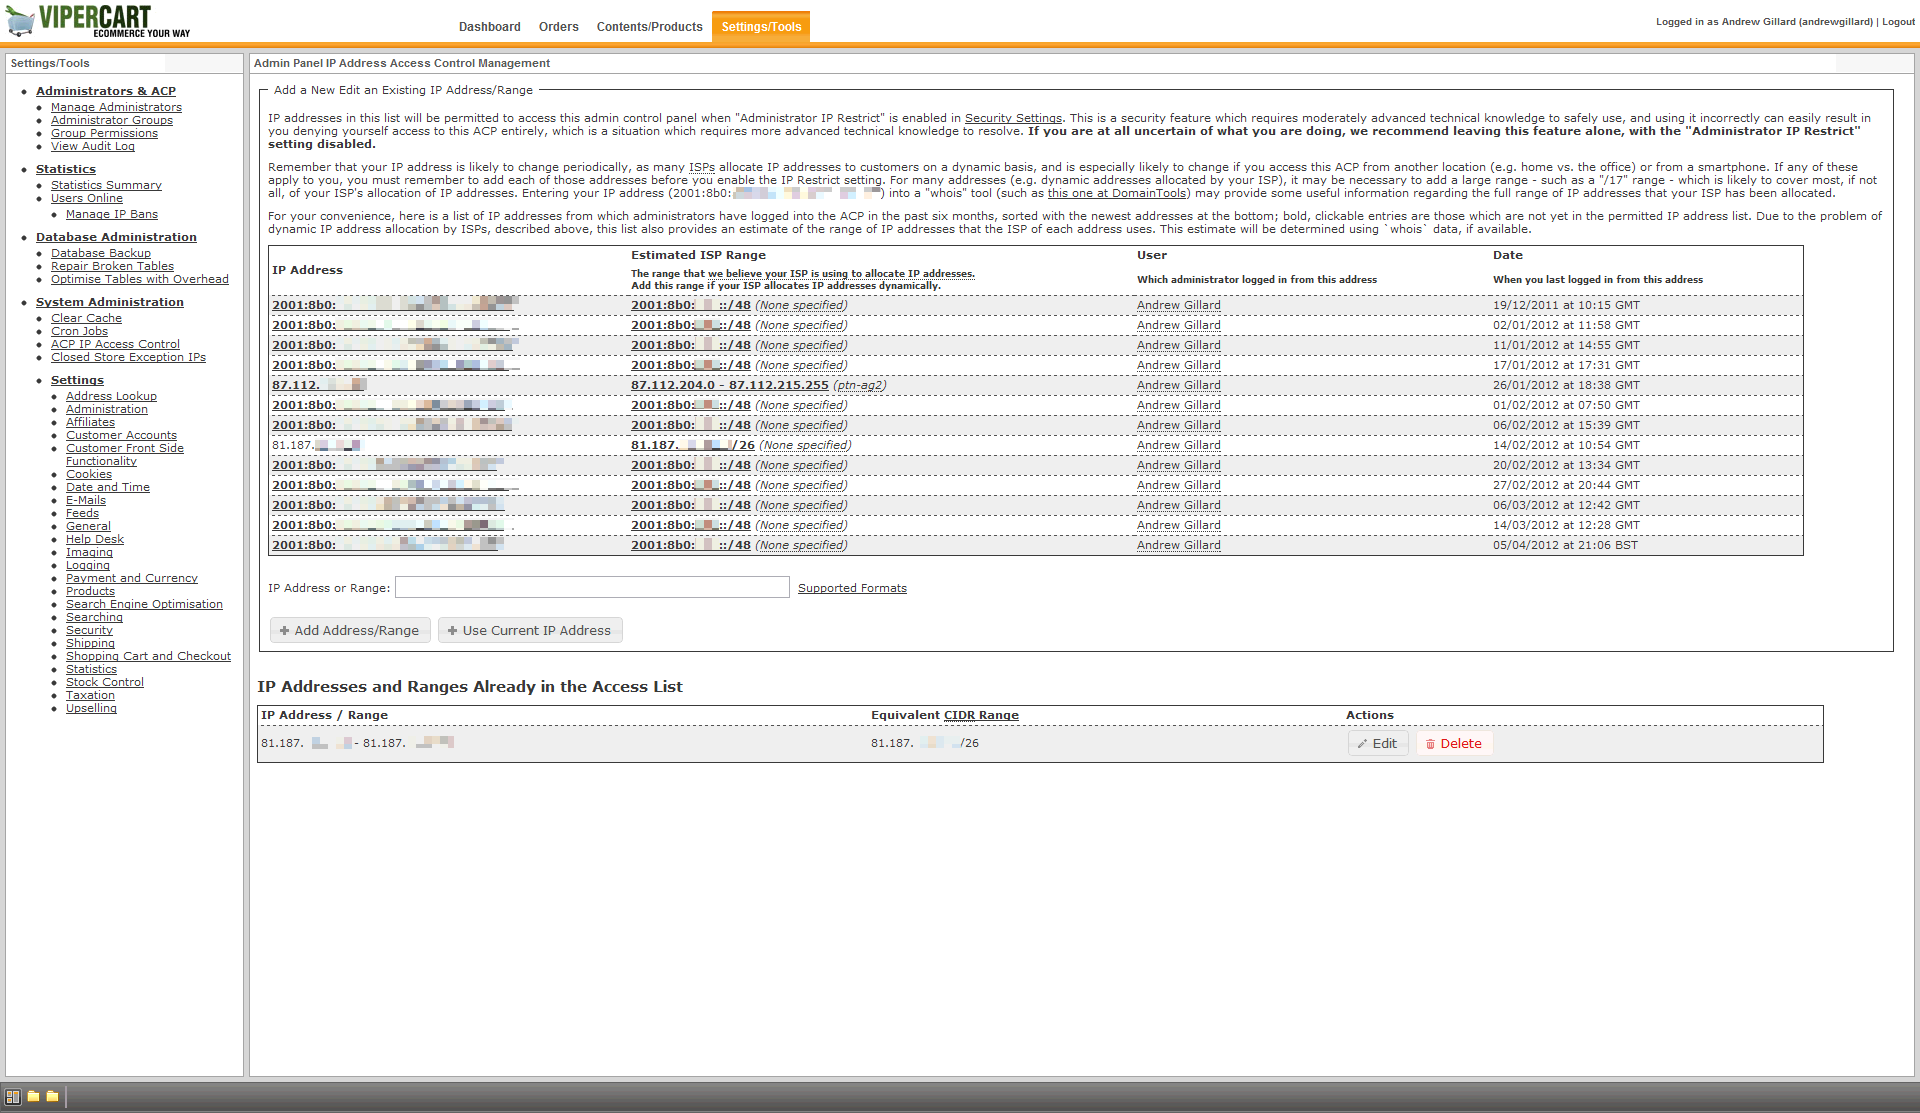 VIPERCART
ECOMMERCE YOUR WAY
Dashboard Orders Contents/Products Settings/Tools
Logged in as Andrew Gillard (andrewgillard) | Logout
Settings/Tools
Administrators & ACP
Manage Administrators
Administrator Groups
Group Permissions
View Audit Log
Statistics
Statistics Summary
Users Online
Manage IP Bans
Database Administration
Database Backup
Repair Broken Tables
Optimise Tables with Overhead
System Administration
Clear Cache
Cron Jobs
ACP IP Access Control
Closed Store Exception IPs
Settings
Address Lookup
Administration
Affiliates
Customer Accounts
Customer Front Side
Functionality
Cookies
Date and Time
E-Mails
Feeds
General
Help Desk
Imaging
Logging
Payment and Currency
Products
Search Engine Optimisation
Searching
Security
Shipping
Shopping Cart and Checkout
Statistics
Stock Control
Taxation
Upselling
Admin Panel IP Address Access Control Management
Add a New Edit an Existing IP Address/Range
IP addresses in this list will be permitted to access this admin control panel when "Administrator IP Restrict" is enabled in Security Settings. This is a security feature which requires moderately advanced technical knowledge to safely use, and using it incorrectly can easily result in
you denying yourself access to this ACP entirely, which is a situation which requires more advanced technical knowledge to resolve. If you are at all uncertain of what you are doing, we recommend leaving this feature alone, with the "Administrator IP Restrict"
setting disabled.
Remember that your IP address is likely to change periodically, as many ISPs allocate IP addresses to customers on a dynamic basis, and is especially likely to change if you access this ACP from another location (e.g. home vs. the office) or from a smartphone. If any of these
apply to you, you must remember to add each of those addresses before you enable the IP Restrict setting. For many addresses (e.g. dynamic addresses allocated by your ISP), it may be necessary to add a large range - such as a "/17" range - which is likely to cover most, if not
all, of your ISP's allocation of IP addresses. Entering your IP address (2001:8b0: ) into a "whois" tool (such as this one at DomainTools) may provide some useful information regarding the full range of IP addresses that your ISP has been allocated.
For your convenience, here is a list of IP addresses from which administrators have logged into the ACP in the past six months, sorted with the newest addresses at the bottom; bold, clickable entries are those which are not yet in the permitted IP address list. Due to the problem of
dynamic IP address allocation by ISPs, described above, this list also provides an estimate of the range of IP addresses that the ISP of each address uses. This estimate will be determined using `whois` data, if available.
IP Address Estimated ISP Range User Date
The range that we believe your ISP is using to allocate IP addresses. Which administrator logged in from this address When you last logged in from this address
Add this range if your ISP allocates IP addresses dynamically.
2001:8b0: 2001:8b0: ::/48 (None specified) Andrew Gillard 19/12/2011 at 10:15 GMT
2001:8b0: 2001:8b0: ::/48 (None specified) Andrew Gillard 02/01/2012 at 11:58 GMT
2001:8b0: 2001:8b0: ::/48 (None specified) Andrew Gillard 11/01/2012 at 14:55 GMT
2001:8b0: 2001:8b0: ::/48 (None specified) Andrew Gillard 17/01/2012 at 17:31 GMT
87.112. 87.112.204.0 - 87.112.215.255 (ptn-ag2) Andrew Gillard 26/01/2012 at 18:38 GMT
2001:8b0: 2001:8b0: ::/48 (None specified) Andrew Gillard 01/02/2012 at 07:50 GMT
2001:8b0: 2001:8b0: ::/48 (None specified) Andrew Gillard 06/02/2012 at 15:39 GMT
81.187. 81.187. /26 (None specified) Andrew Gillard 14/02/2012 at 10:54 GMT
2001:8b0: 2001:8b0: ::/48 (None specified) Andrew Gillard 20/02/2012 at 13:34 GMT
2001:8b0: 2001:8b0: ::/48 (None specified) Andrew Gillard 27/02/2012 at 20:44 GMT
2001:8b0: 2001:8b0: ::/48 (None specified) Andrew Gillard 06/03/2012 at 12:42 GMT
2001:8b0: 2001:8b0: ::/48 (None specified) Andrew Gillard 14/03/2012 at 12:28 GMT
2001:8b0: 2001:8b0: ::/48 (None specified) Andrew Gillard 05/04/2012 at 21:06 BST
IP Address or Range: Supported Formats
Add Address/Range Use Current IP Address
IP Addresses and Ranges Already in the Access List
IP Address / Range Equivalent CIDR Range Actions
81.187. - 81.187. 81.187. /26 Edit Delete